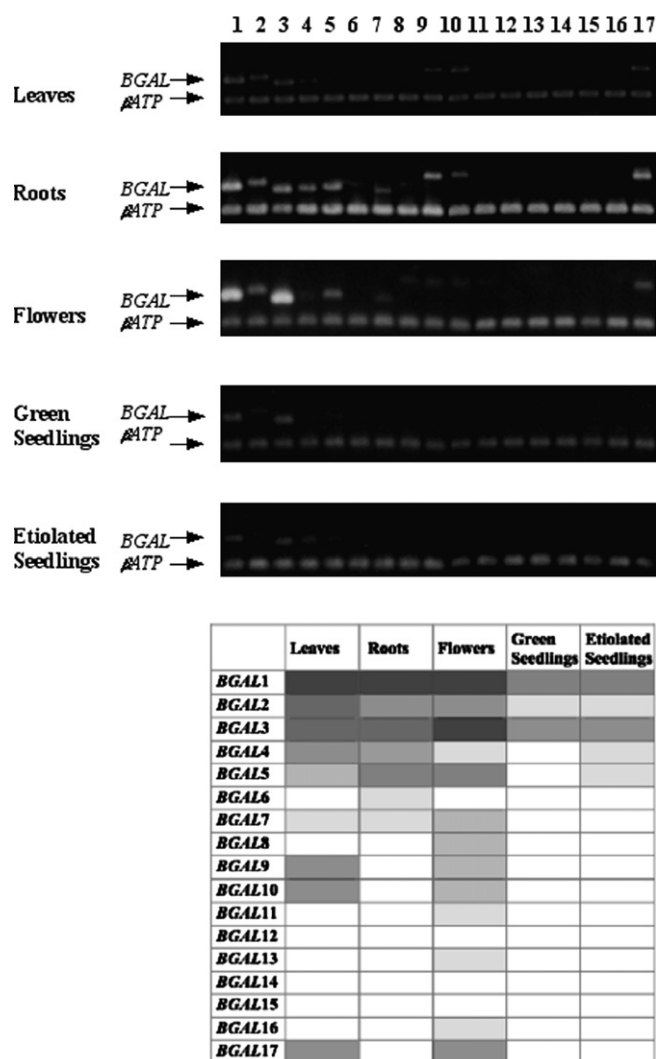 1 2 3 4 5 6 7 8 9 10 11 12 13 14 15 16 17
Leaves
BGAL
βATP
Roots
BGAL
βATP
Flowers
BGAL
βATP
Green
Seedlings
BGAL
βATP
Etiolated
Seedlings
BGAL
βATP
Leaves Roots Flowers Green Seedlings Etiolated Seedlings
BGAL1
BGAL2
BGAL3
BGAL4
BGAL5
BGAL6
BGAL7
BGAL8
BGAL9
BGAL10
BGAL11
BGAL12
BGAL13
BGAL14
BGAL15
BGAL16
BGAL17